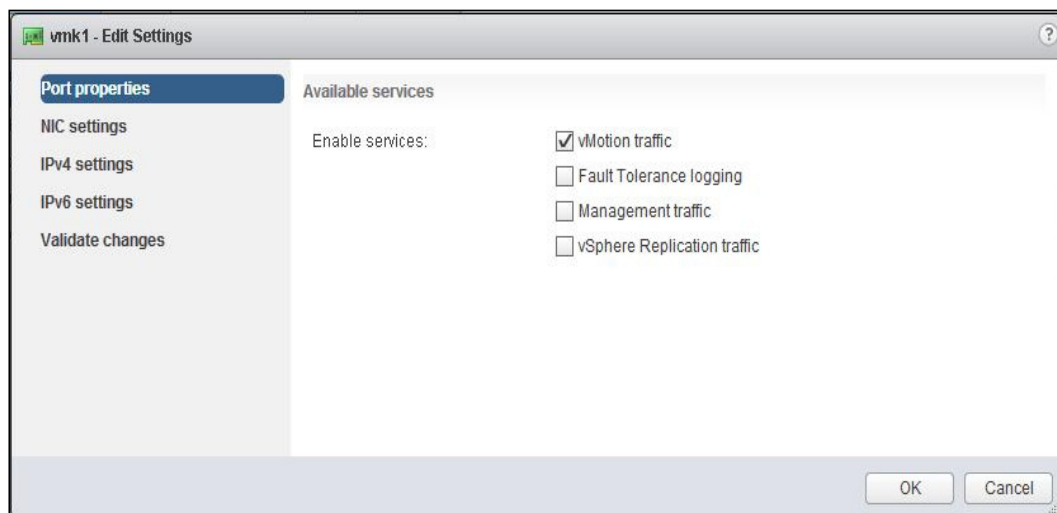 vmk1 - Edit Settings
?
Port properties
NIC settings
IPv4 settings
IPv6 settings
Validate changes
Available services
Enable services:
vMotion traffic
Fault Tolerance logging
Management traffic
vSphere Replication traffic
OK
Cancel